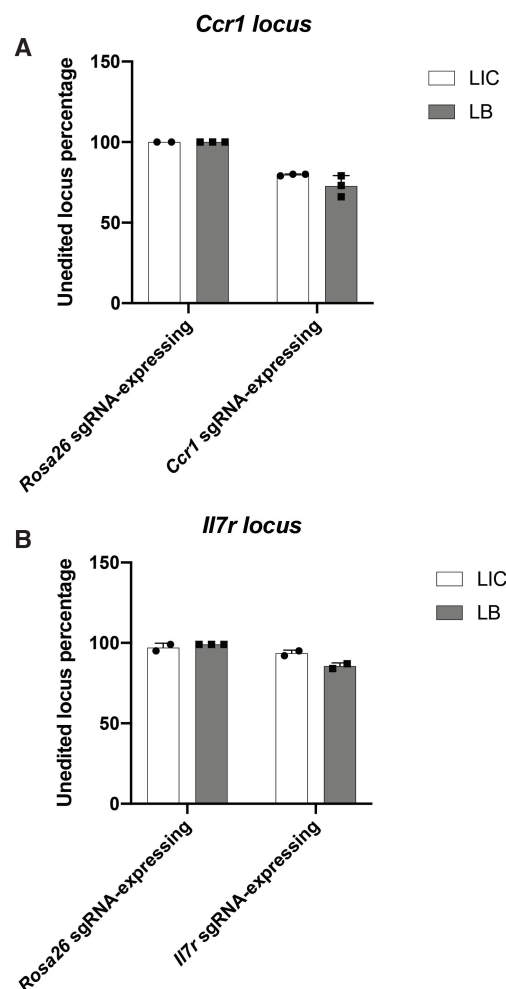 Ccr1 locus
A
LIC
LB
Unedited locus percentage
150
100
50
0
Rosa26 sgRNA-expressing
Ccr1 sgRNA-expressing
Il7r locus
B
LIC
LB
Unedited locus percentage
150
100
50
0
Rosa26 sgRNA-expressing
Il7r sgRNA-expressing